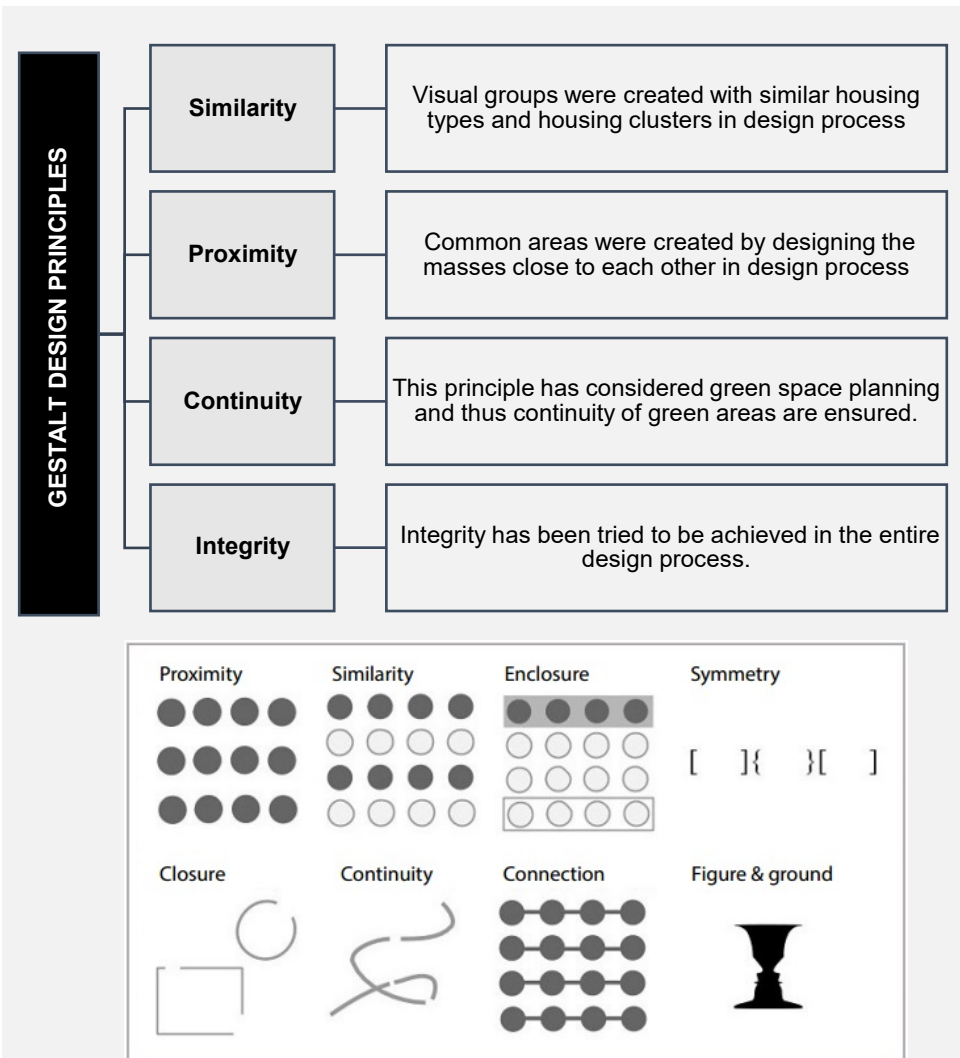 GESTALT DESIGN PRINCIPLES
Similarity
Visual groups were created with similar housing
types and housing clusters in design process
Proximity
Common areas were created by designing the
masses close to each other in design process
Continuity
This principle has considered green space planning
and thus continuity of green areas are ensured.
Integrity
Integrity has been tried to be achieved in the entire
design process.
Proximity
Similarity
Enclosure
Symmetry
[ ]{ }[ ]
Closure
Continuity
Connection
Figure & ground